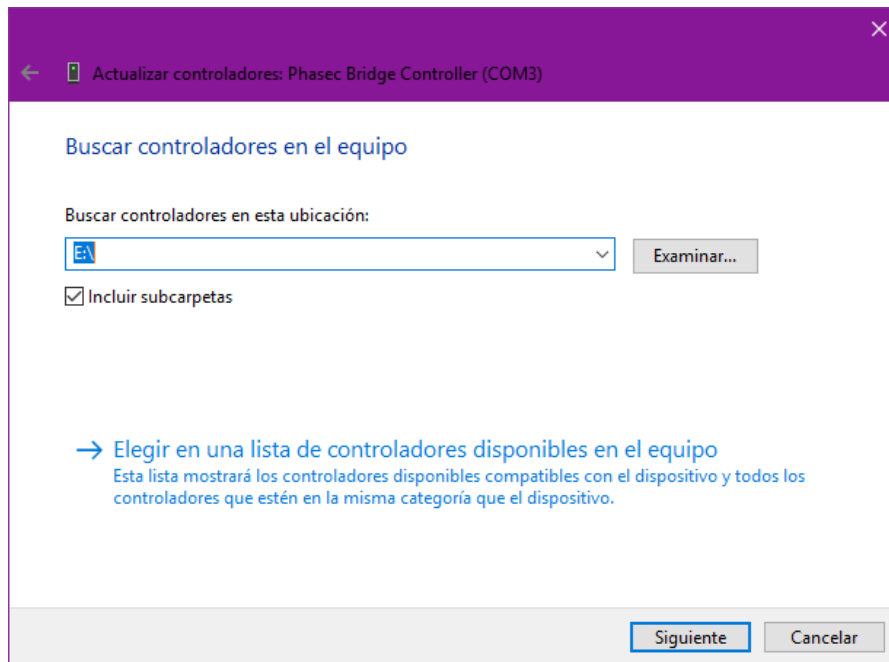 Actualizar controladores: Phasec Bridge Controller (COM3)
Buscar controladores en el equipo
Buscar controladores en esta ubicación:
E:\
Examinar...
Incluir subcarpetas
Elegir en una lista de controladores disponibles en el equipo
Esta lista mostrará los controladores disponibles compatibles con el dispositivo y todos los
controladores que estén en la misma categoría que el dispositivo.
Siguiente
Cancelar